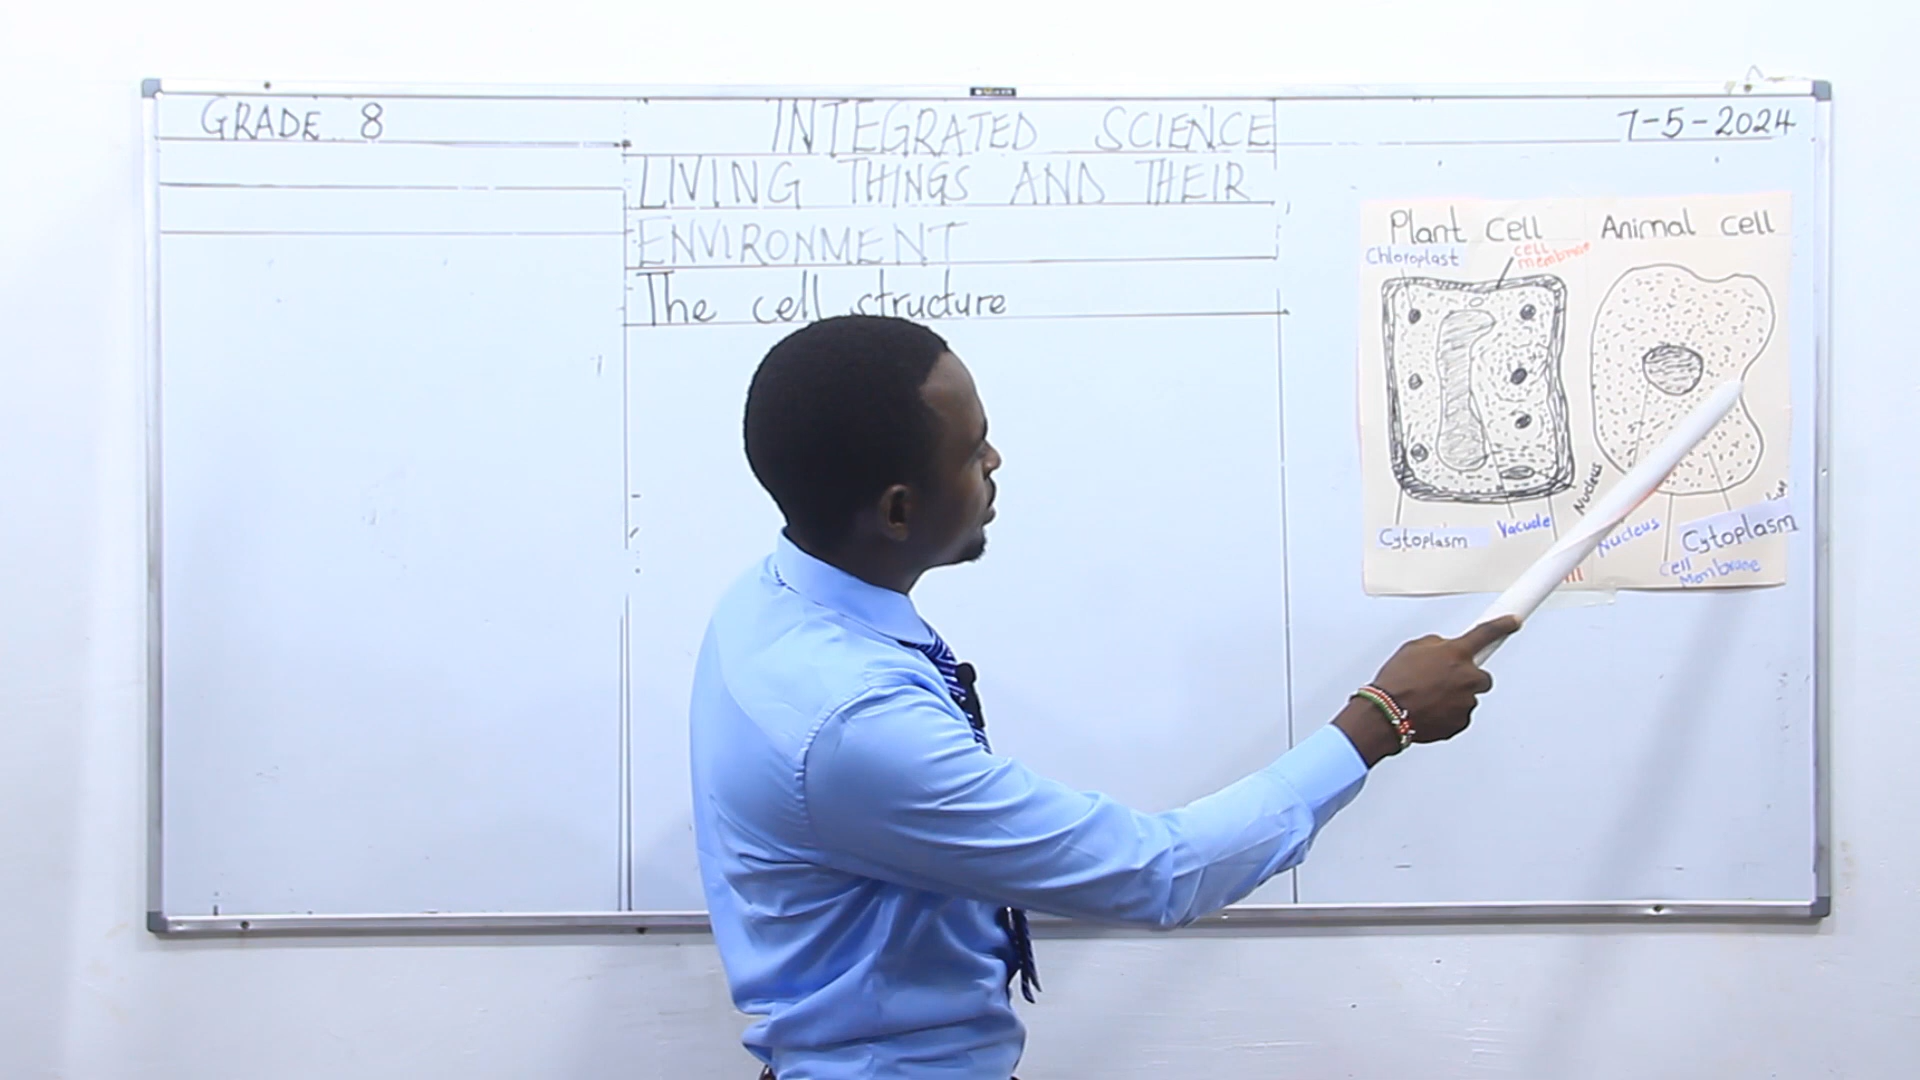 GRADE 8
INTEGRATED SCIENCE
7-5-2024
LIVING THINGS AND THEIR
ENVIRONMENT
The cell structure
Plant Cell
Animal cell
Chloroplast
cell
membrane
Nucleus
Cytoplasm
Vacuole
Nucleus
Cytoplasm
Cell
Membrane